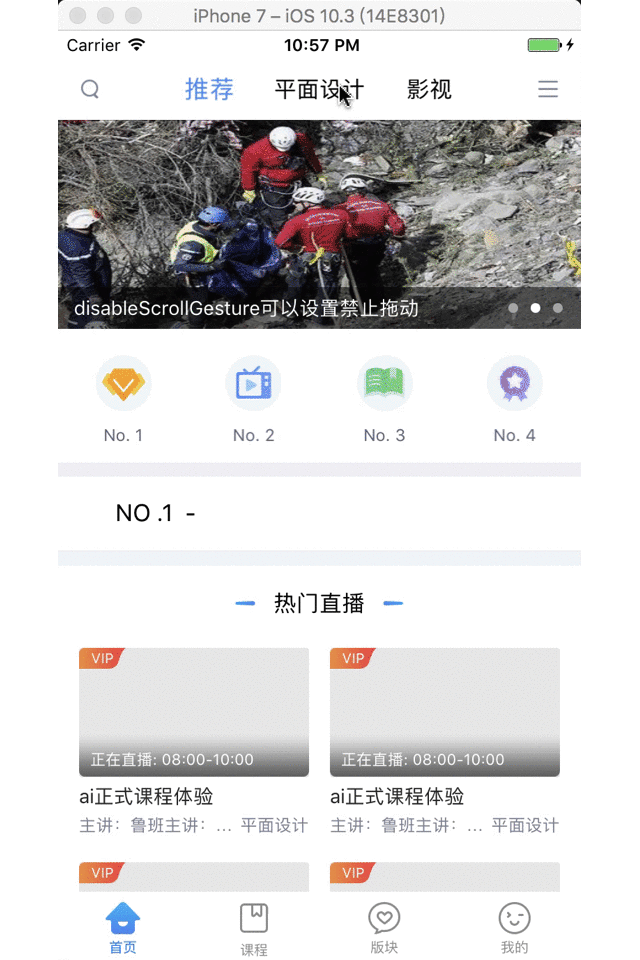 iPhone 7 – iOS 10.3 (14E8301)
Carrier 10:57 PM
推荐 平面设计 影视
disableScrollGesture可以设置禁止拖动
No. 1 No. 2 No. 3 No. 4
NO .1 -
热门直播
VIP VIP
正在直播: 08:00-10:00 正在直播: 08:00-10:00
ai正式课程体验 ai正式课程体验
主讲：鲁班主讲：... 平面设计 主讲：鲁班主讲：... 平面设计
VIP VIP
首页 课程 版块 我的